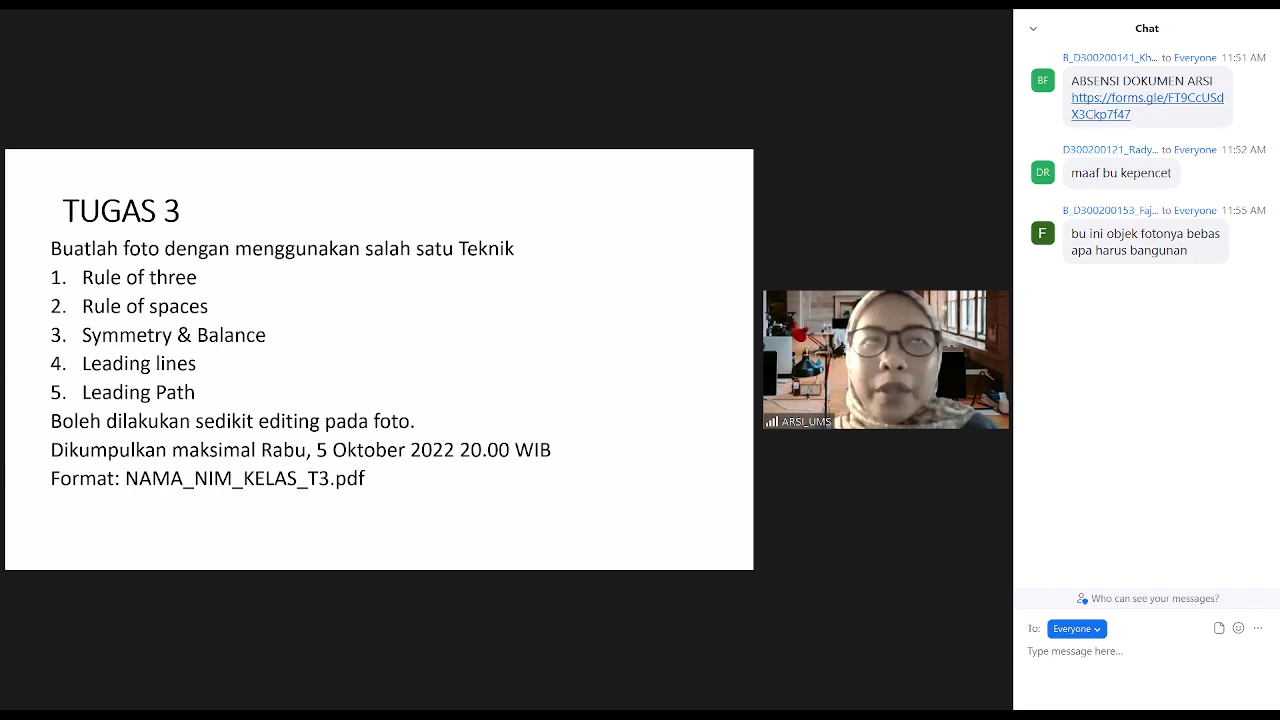 TUGAS 3
Buatlah foto dengan menggunakan salah satu Teknik
1. Rule of three
2. Rule of spaces
3. Symmetry & Balance
4. Leading lines
5. Leading Path
Boleh dilakukan sedikit editing pada foto.
Dikumpulkan maksimal Rabu, 5 Oktober 2022 20.00 WIB
Format: NAMA_NIM_KELAS_T3.pdf
ARSI_UMS
Chat
B_D300200141_Kh... to Everyone 11:51 AM
BF
ABSENSI DOKUMEN ARSI
https://forms.gle/FT9CcUSd
X3Ckp7f47
D300200121_Rady... to Everyone 11:52 AM
DR
maaf bu kepencet
B_D300200153_Faj... to Everyone 11:55 AM
F
bu ini objek fotonya bebas
apa harus bangunan
Who can see your messages?
To: Everyone
Type message here...